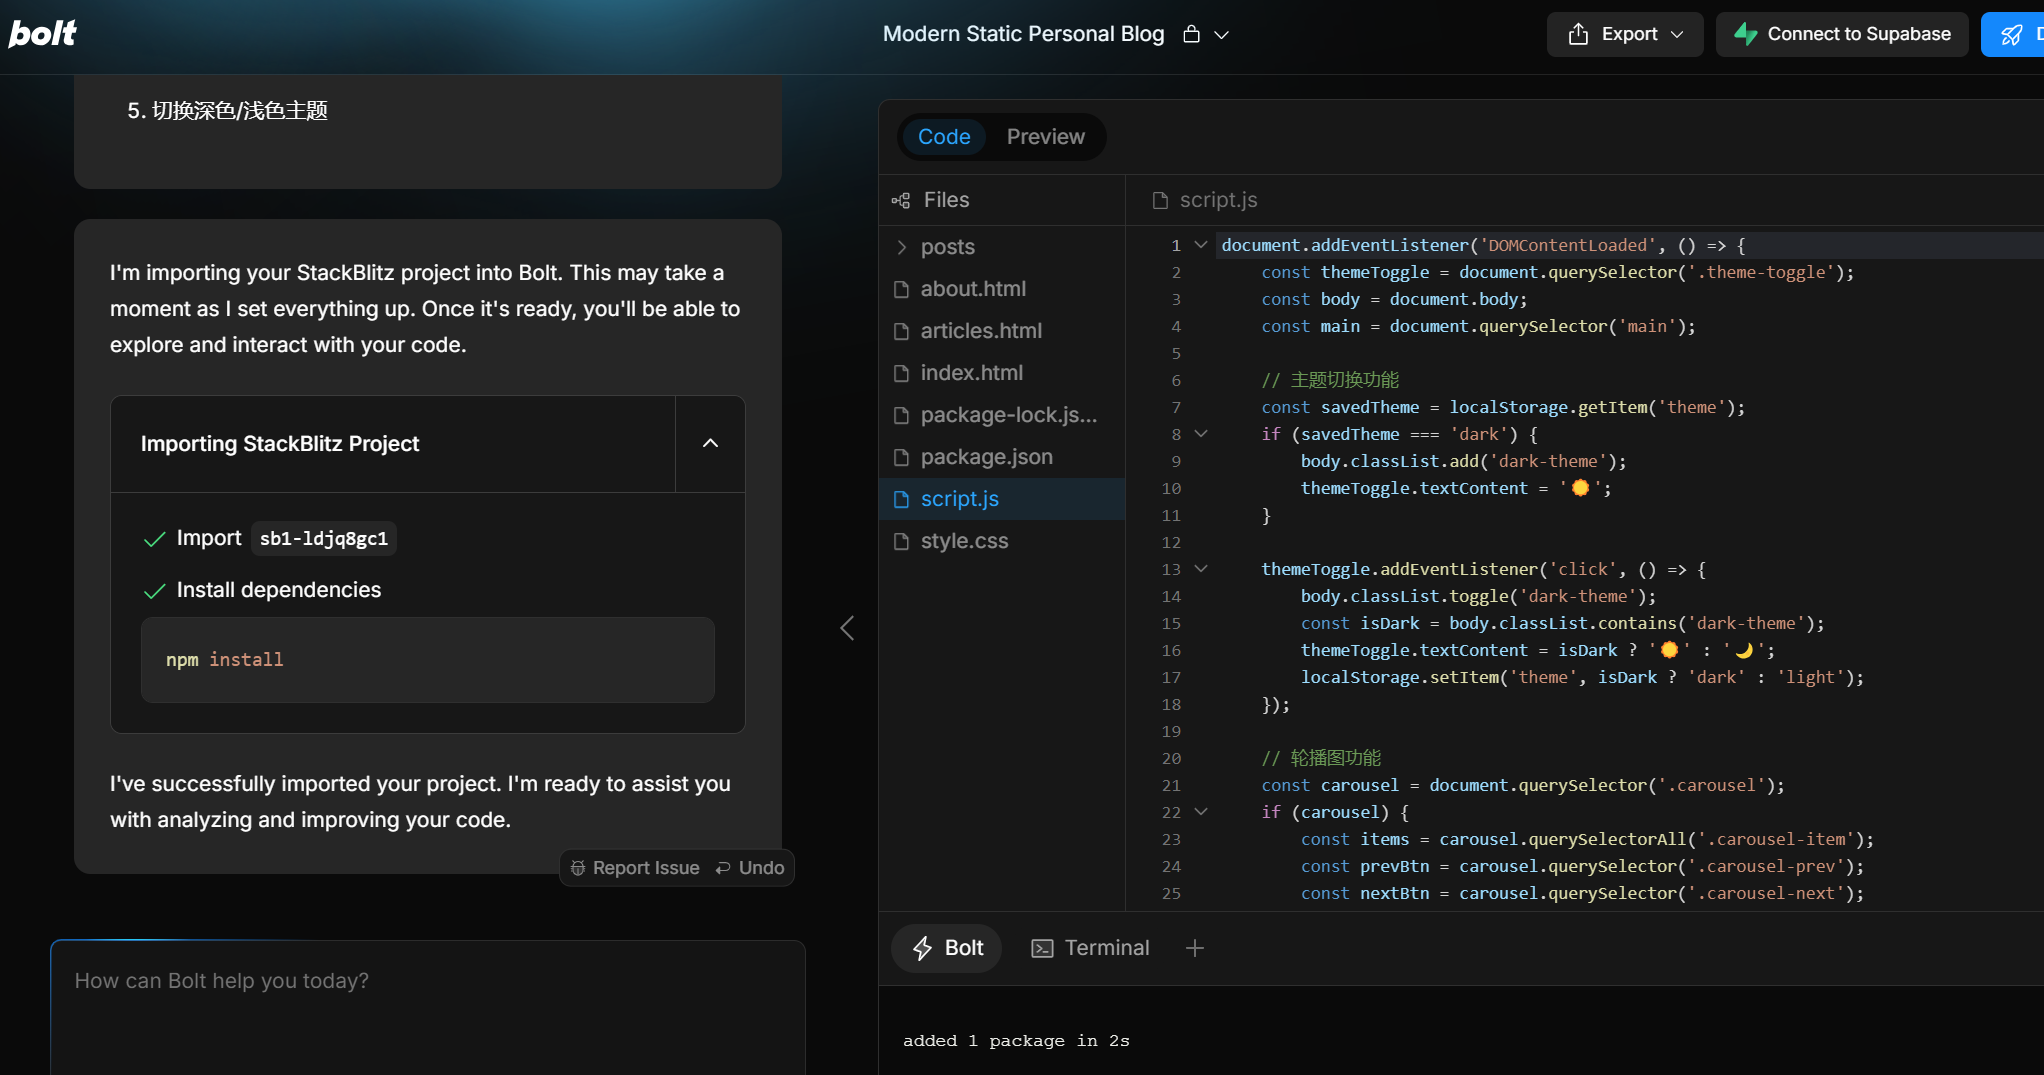 bolt
Modern Static Personal Blog
Export
Connect to Supabase
5. 切换深色/浅色主题
I'm importing your StackBlitz project into Bolt. This may take a
moment as I set everything up. Once it's ready, you'll be able to
explore and interact with your code.
Importing StackBlitz Project
Import sb1-ldjq8gc1
Install dependencies
npm install
I've successfully imported your project. I'm ready to assist you
with analyzing and improving your code.
Report Issue Undo
How can Bolt help you today?
Code Preview
Files
posts
about.html
articles.html
index.html
package-lock.js...
package.json
script.js
style.css
script.js
1 document.addEventListener('DOMContentLoaded', () => {
2 const themeToggle = document.querySelector('.theme-toggle');
3 const body = document.body;
4 const main = document.querySelector('main');
5
6 // 主题切换功能
7 const savedTheme = localStorage.getItem('theme');
8 if (savedTheme === 'dark') {
9 body.classList.add('dark-theme');
10 themeToggle.textContent = '🌞';
11 }
12
13 themeToggle.addEventListener('click', () => {
14 body.classList.toggle('dark-theme');
15 const isDark = body.classList.contains('dark-theme');
16 themeToggle.textContent = isDark ? '🌞' : '🌙';
17 localStorage.setItem('theme', isDark ? 'dark' : 'light');
18 });
19
20 // 轮播图功能
21 const carousel = document.querySelector('.carousel');
22 if (carousel) {
23 const items = carousel.querySelectorAll('.carousel-item');
24 const prevBtn = carousel.querySelector('.carousel-prev');
25 const nextBtn = carousel.querySelector('.carousel-next');
Bolt Terminal
added 1 package in 2s